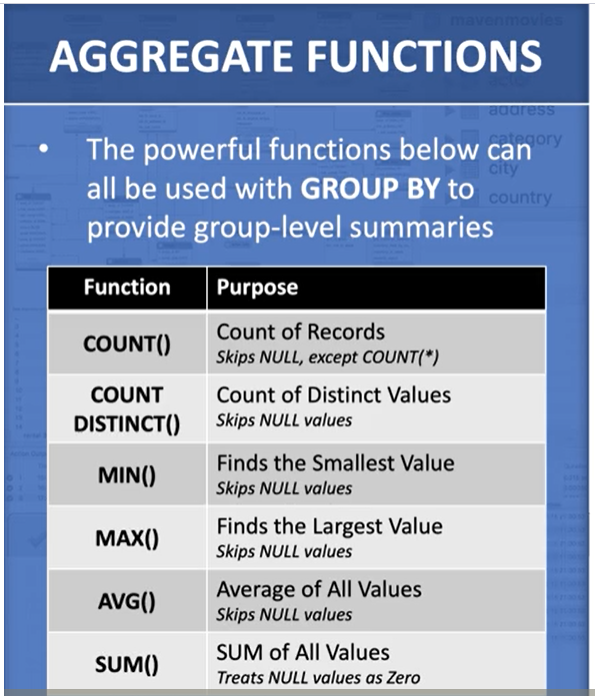 mavenmovies
AGGREGATE FUNCTIONS
address
category
city
country
• The powerful functions below can
all be used with GROUP BY to
provide group-level summaries
Function Purpose
COUNT() Count of Records
Skips NULL, except COUNT(*)
COUNT
DISTINCT() Count of Distinct Values
Skips NULL values
MIN() Finds the Smallest Value
Skips NULL values
MAX() Finds the Largest Value
Skips NULL values
AVG() Average of All Values
Skips NULL values
SUM() SUM of All Values
Treats NULL values as Zero